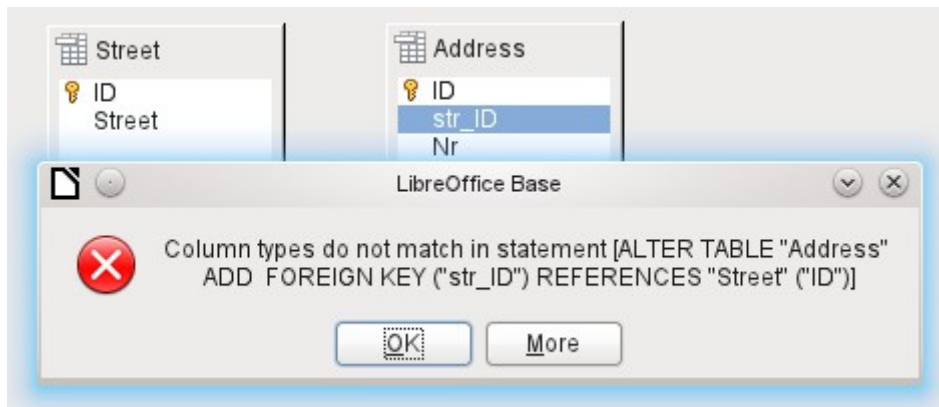 Street
ID
Street
Address
ID
str_ID
Nr
LibreOffice Base
Column types do not match in statement [ALTER TABLE "Address"
ADD  FOREIGN KEY ("str_ID") REFERENCES "Street" ("ID")]
OK
More